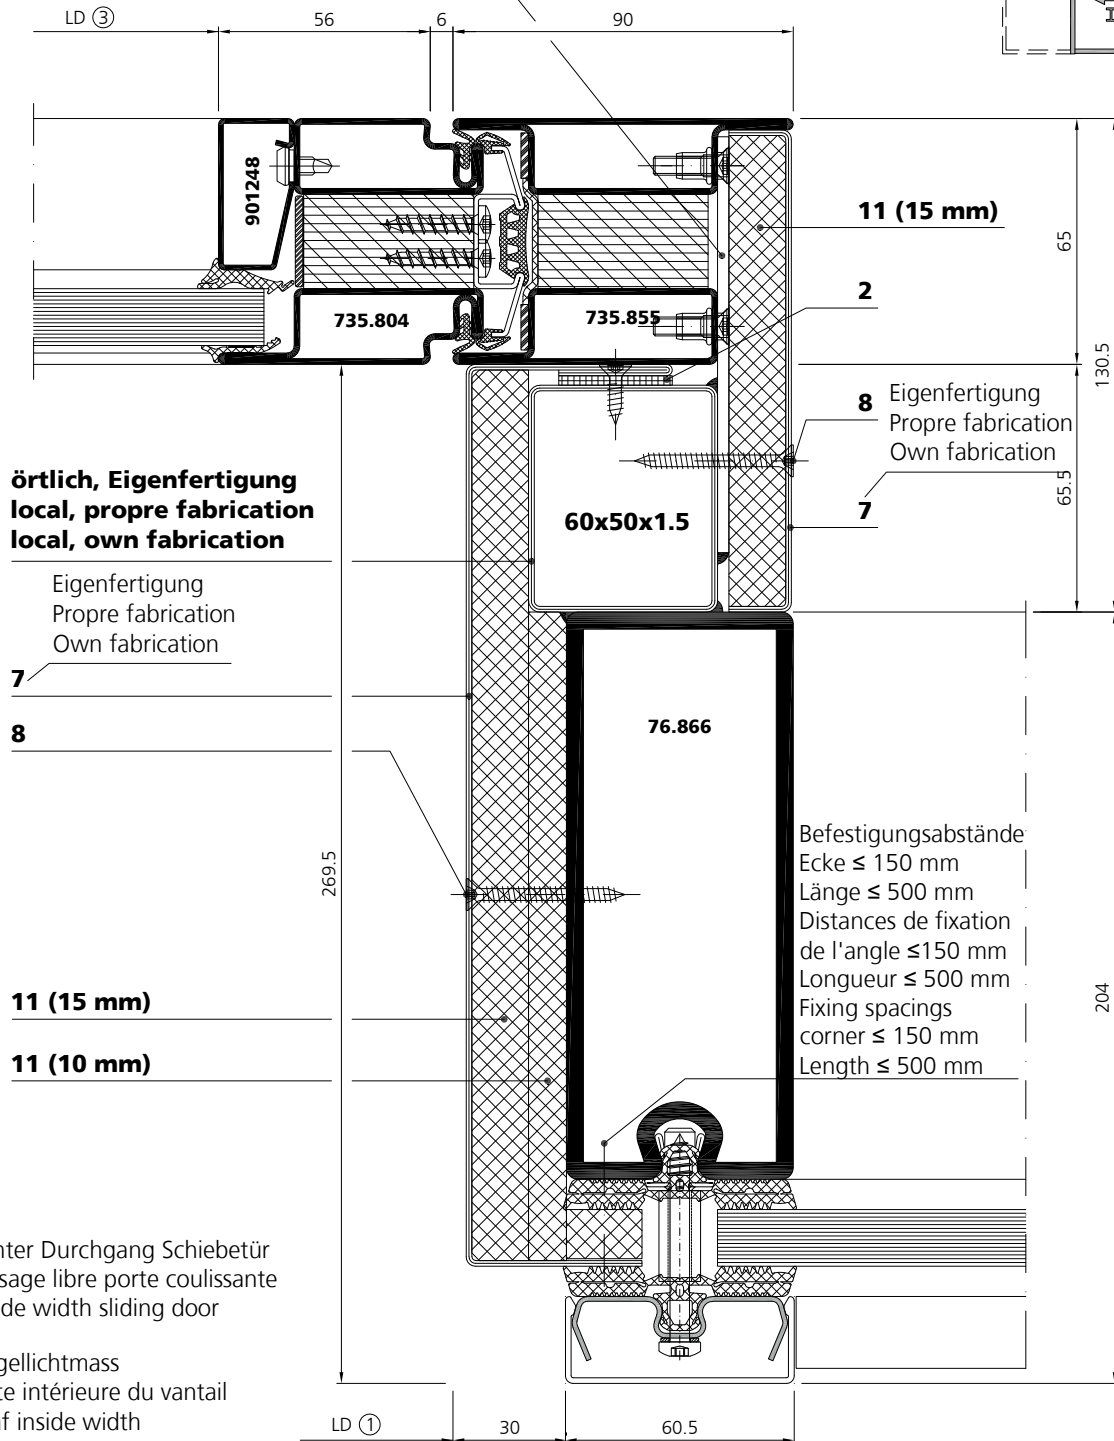 LD ③
56
6
90
901248
735.804
735.855
11 (15 mm)
2
65
130.5
8
Eigenfertigung
Propre fabrication
Own fabrication
7
65.5
örtlich, Eigenfertigung
local, propre fabrication
local, own fabrication
60x50x1.5
Eigenfertigung
Propre fabrication
Own fabrication
7
8
76.866
269.5
Befestigungsabstände
Ecke ≤ 150 mm
Länge ≤ 500 mm
Distances de fixation
de l'angle ≤150 mm
Longueur ≤ 500 mm
Fixing spacings
corner ≤ 150 mm
Length ≤ 500 mm
204
11 (15 mm)
11 (10 mm)
Durchgang Schiebetür
libre porte coulissante
width sliding door
intérieure du vantail
inside width
LD ①
30
60.5